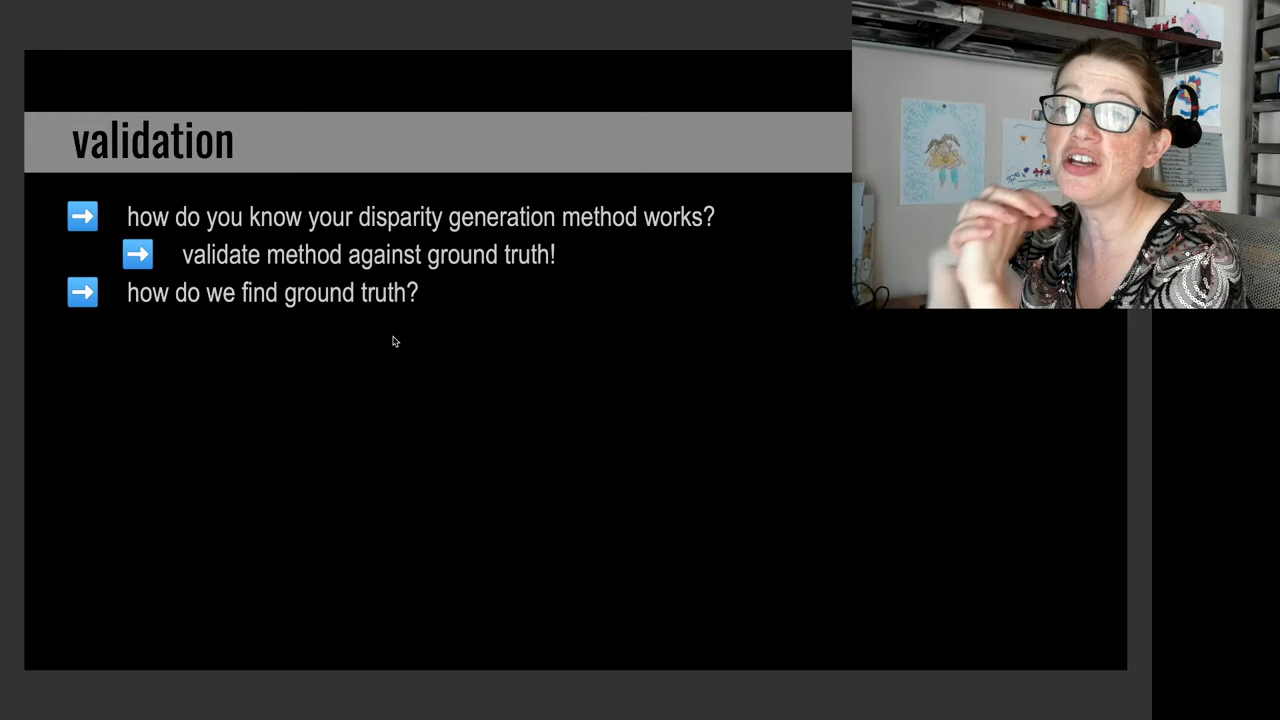 validation
how do you know your disparity generation method works?
validate method against ground truth!
how do we find ground truth?